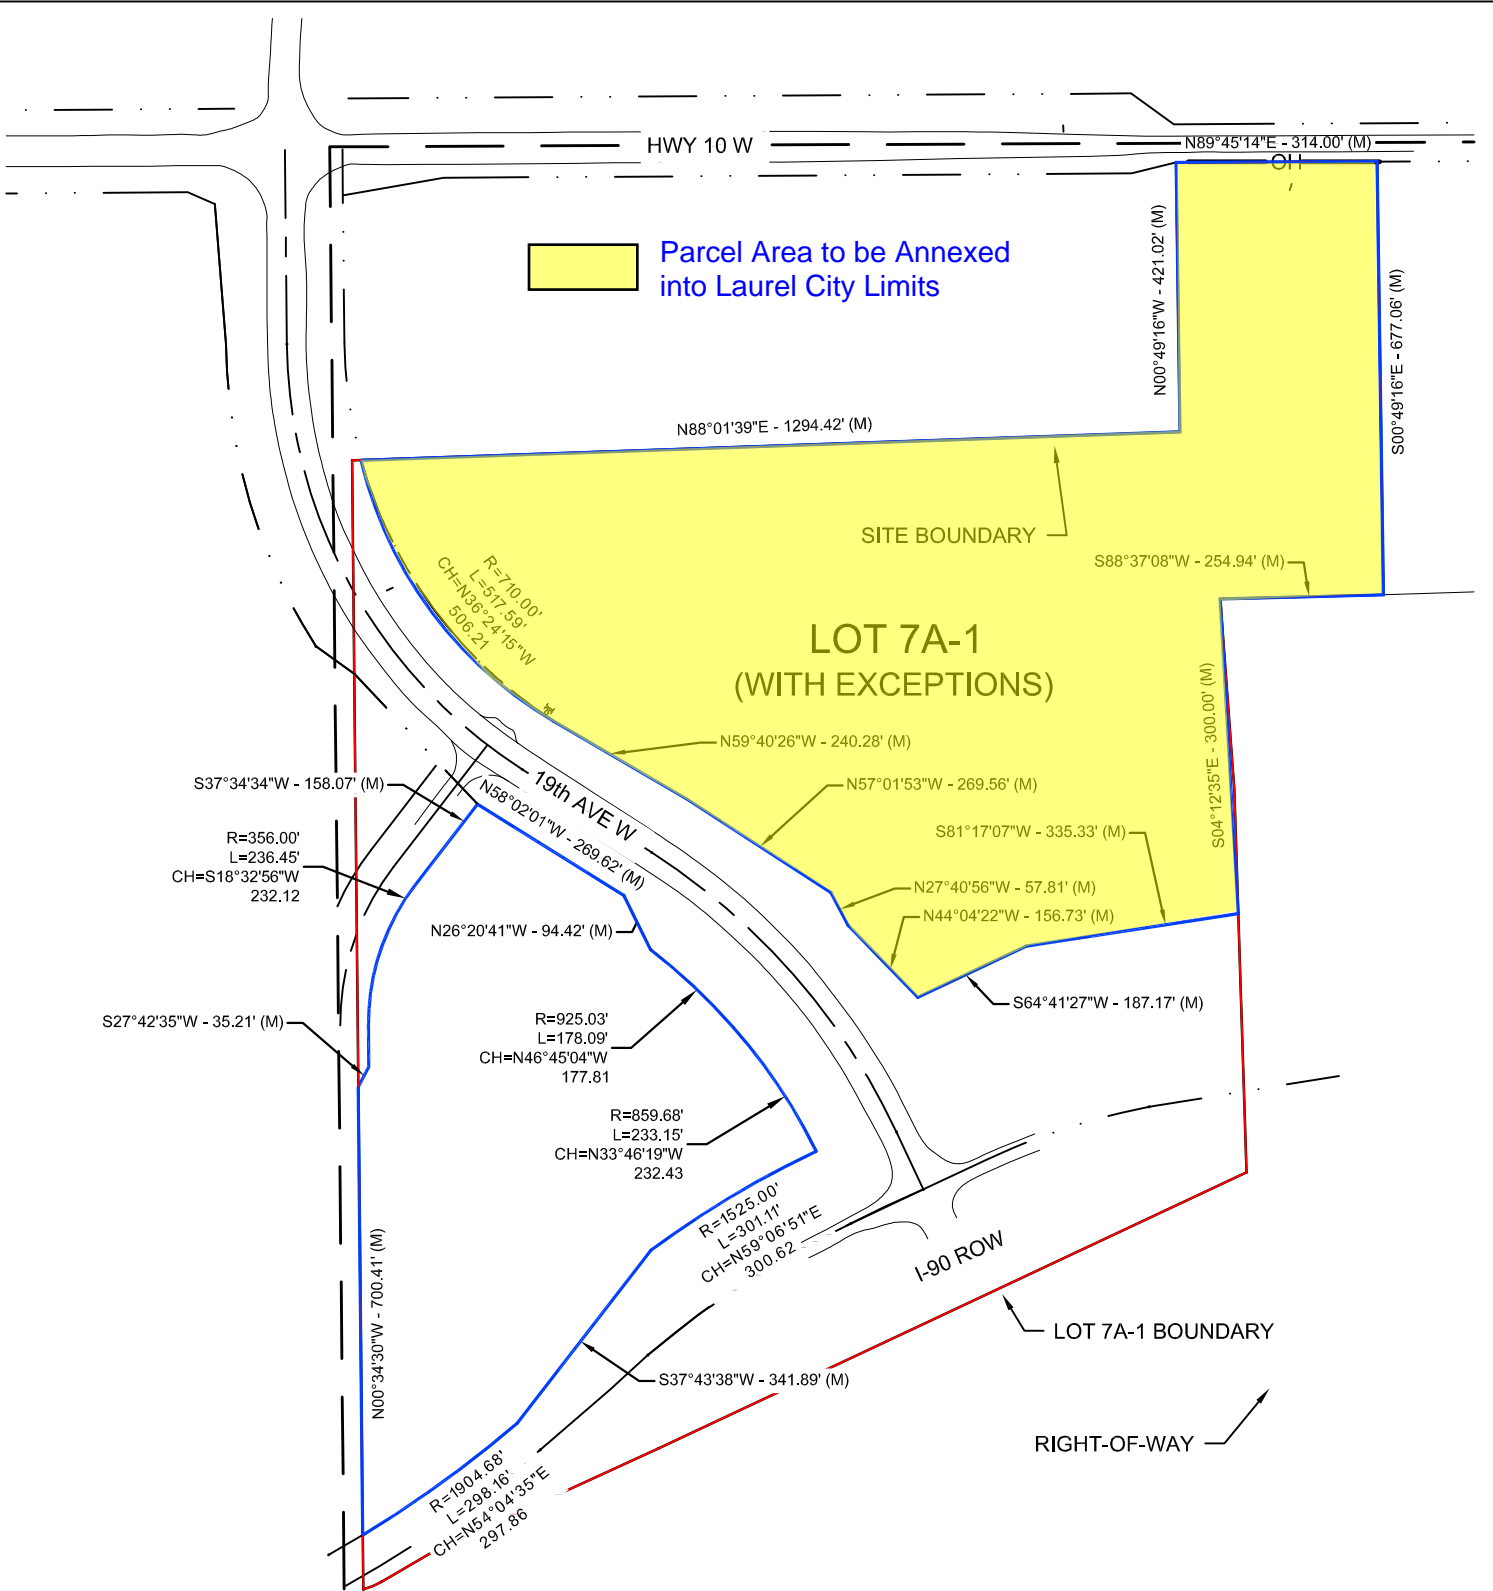 HWY 10 W
N89°45'14"E - 314.00' (M)
OH
Parcel Area to be Annexed
into Laurel City Limits
N00°49'16"W - 421.02' (M)
S00°49'16"E - 677.06' (M)
N88°01'39"E - 1294.42' (M)
SITE BOUNDARY
S88°37'08"W - 254.94' (M)
R=710.00'
L=517.59'
CH=N36°24'15"W
506.21
LOT 7A-1
(WITH EXCEPTIONS)
S04°12'35"E - 300.00' (M)
N59°40'26"W - 240.28' (M)
N57°01'53"W - 269.56' (M)
S37°34'34"W - 158.07' (M)
19th AVE W
N58°02'01"W - 269.62' (M)
S81°17'07"W - 335.33' (M)
R=356.00'
L=236.45'
CH=S18°32'56"W
232.12
N27°40'56"W - 57.81' (M)
N44°04'22"W - 156.73' (M)
N26°20'41"W - 94.42' (M)
S64°41'27"W - 187.17' (M)
S27°42'35"W - 35.21' (M)
R=925.03'
L=178.09'
CH=N46°45'04"W
177.81
R=859.68'
L=233.15'
CH=N33°46'19"W
232.43
R=1525.00'
L=301.11'
CH=N59°06'51"E
300.62
I-90 ROW
N00°34'30"W - 700.41' (M)
LOT 7A-1 BOUNDARY
S37°43'38"W - 341.89' (M)
RIGHT-OF-WAY
R=1904.68'
L=298.16'
CH=N54°04'35"E
297.86